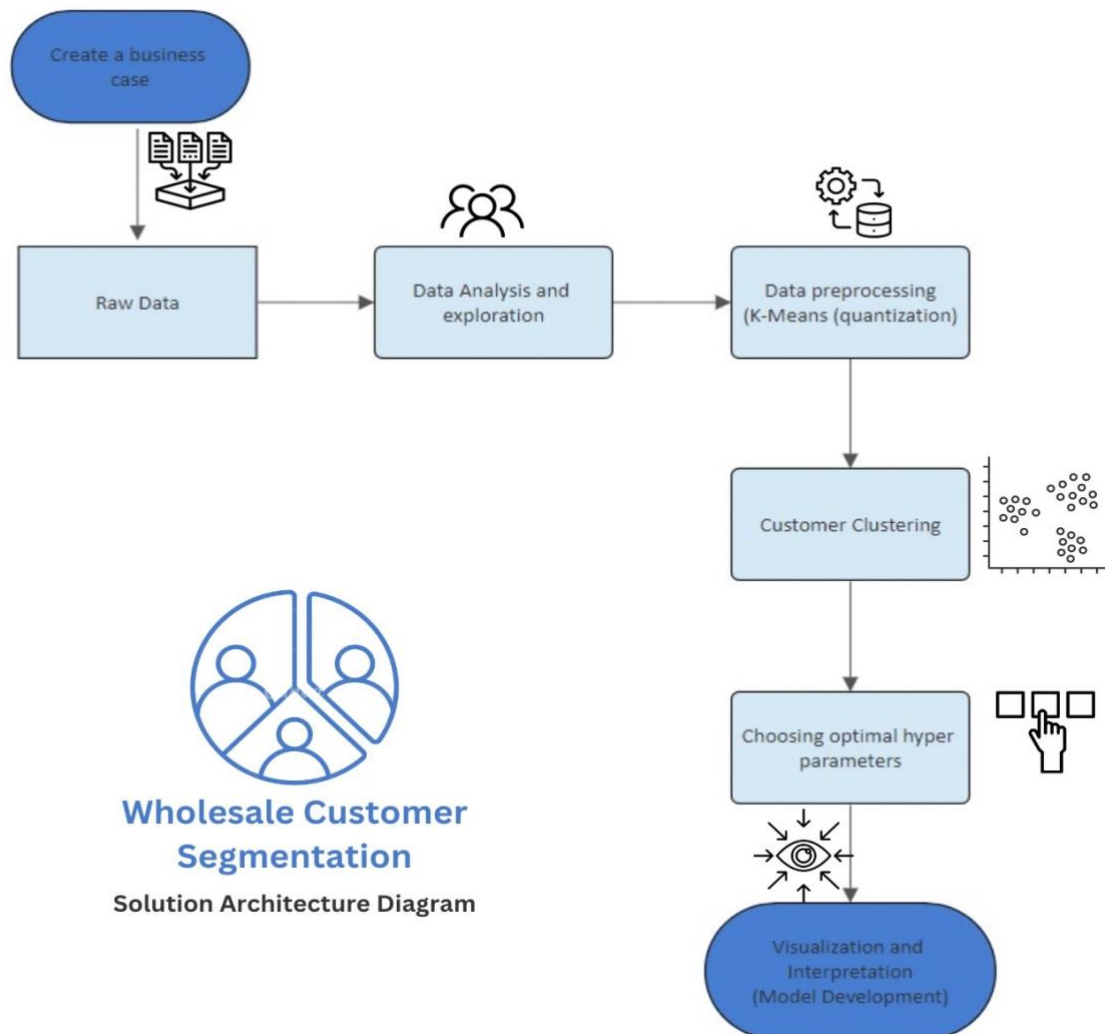 Create a business
case
Raw Data
Data Analysis and
exploration
Data preprocessing
(K-Means (quantization)
Customer Clustering
Choosing optimal hyper
parameters
Visualization and
Interpretation
(Model Development)
Wholesale Customer
Segmentation
Solution Architecture Diagram